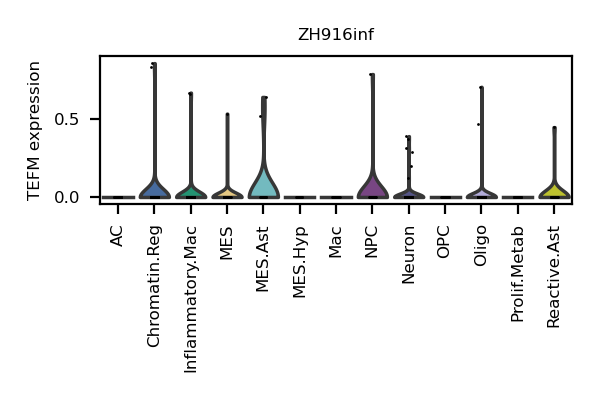 ZH916inf
TEFM expression
0.5
0.0
AC
Chromatin.Reg
Inflammatory.Mac
MES
MES.Ast
MES.Hyp
Mac
NPC
Neuron
OPC
Oligo
Prolif.Metab
Reactive.Ast